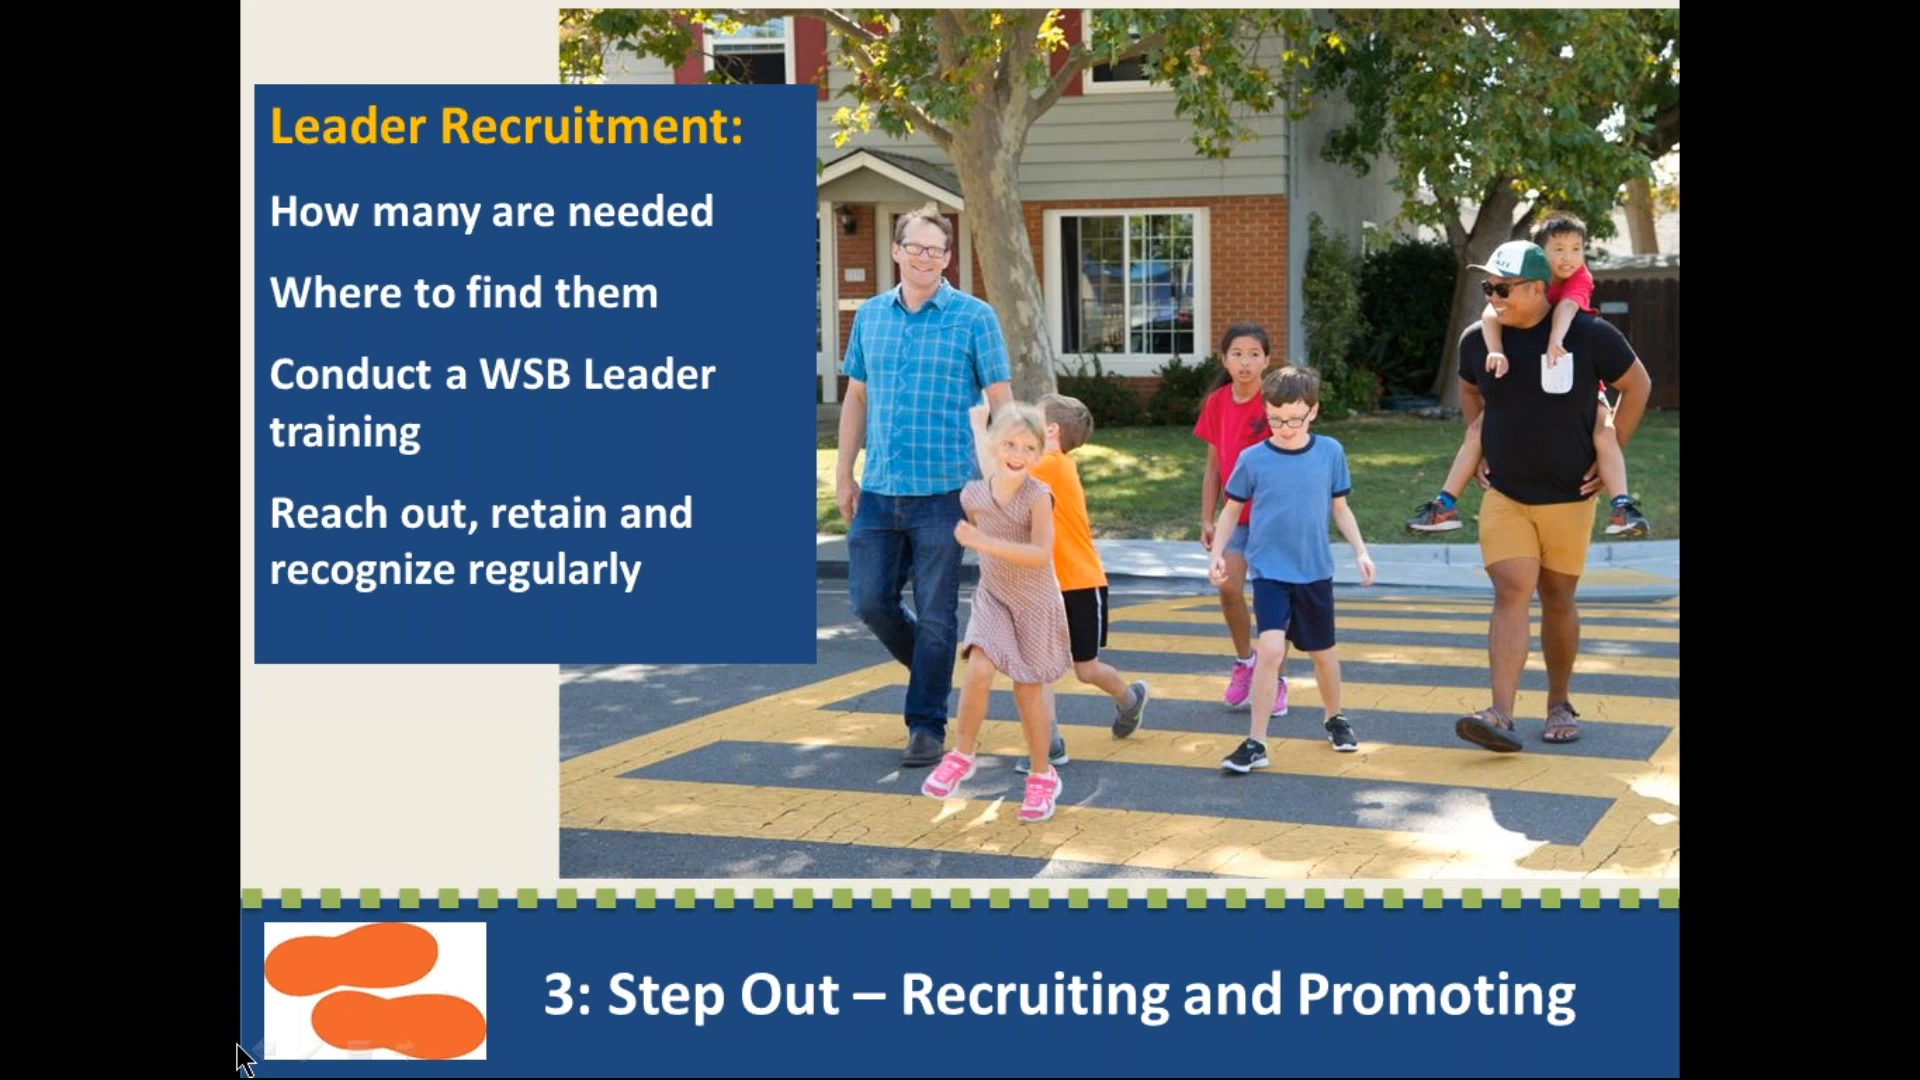 Leader Recruitment:
How many are needed
Where to find them
Conduct a WSB Leader
training
Reach out, retain and
recognize regularly
3: Step Out – Recruiting and Promoting